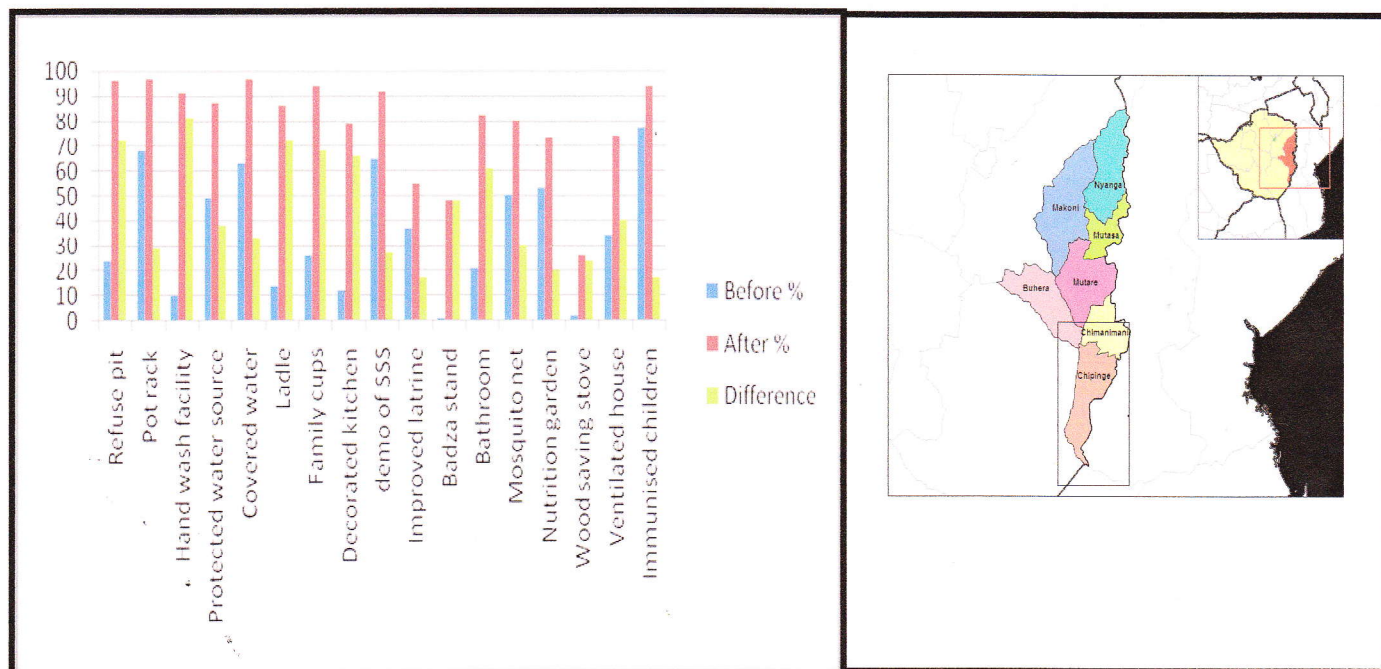 100
90
80
70
60
50
40
30
20
10
0
Refuse pit
Pot rack
Hand wash facility
Protected water source
Covered water
Ladle
Family cups
Decorated kitchen
demo of SSS
Improved latrine
Badza stand
Bathroom
Mosquito net
Nutrition garden
Wood saving stove
Ventilated house
Immunised children
Before %
After %
Difference
Nyanga
Makoni
Mutasa
Buhera
Mutare
Chimanimani
Chipinge